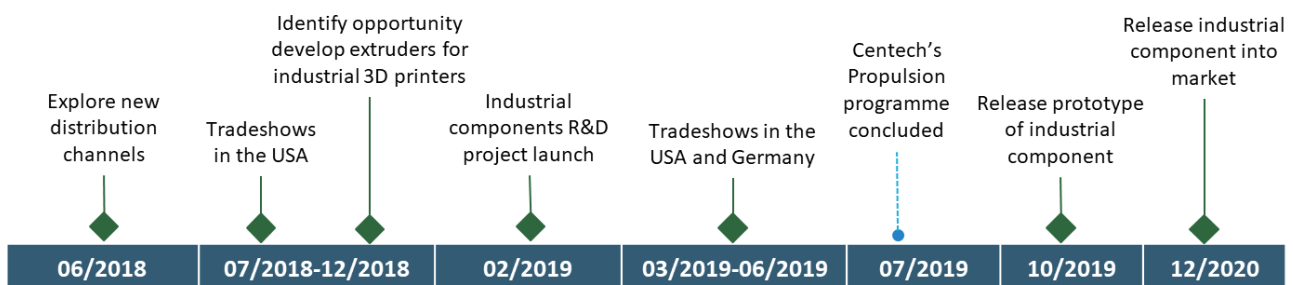 Explore new
distribution
channels
Tradeshows
in the USA
Identify opportunity
develop extruders for
industrial 3D printers
Industrial
components R&D
project launch
Tradeshows in the
USA and Germany
Centech's
Propulsion
programme
concluded
Release prototype
of industrial
component
Release industrial
component into
market
06/2018
07/2018-12/2018
02/2019
03/2019-06/2019
07/2019
10/2019
12/2020